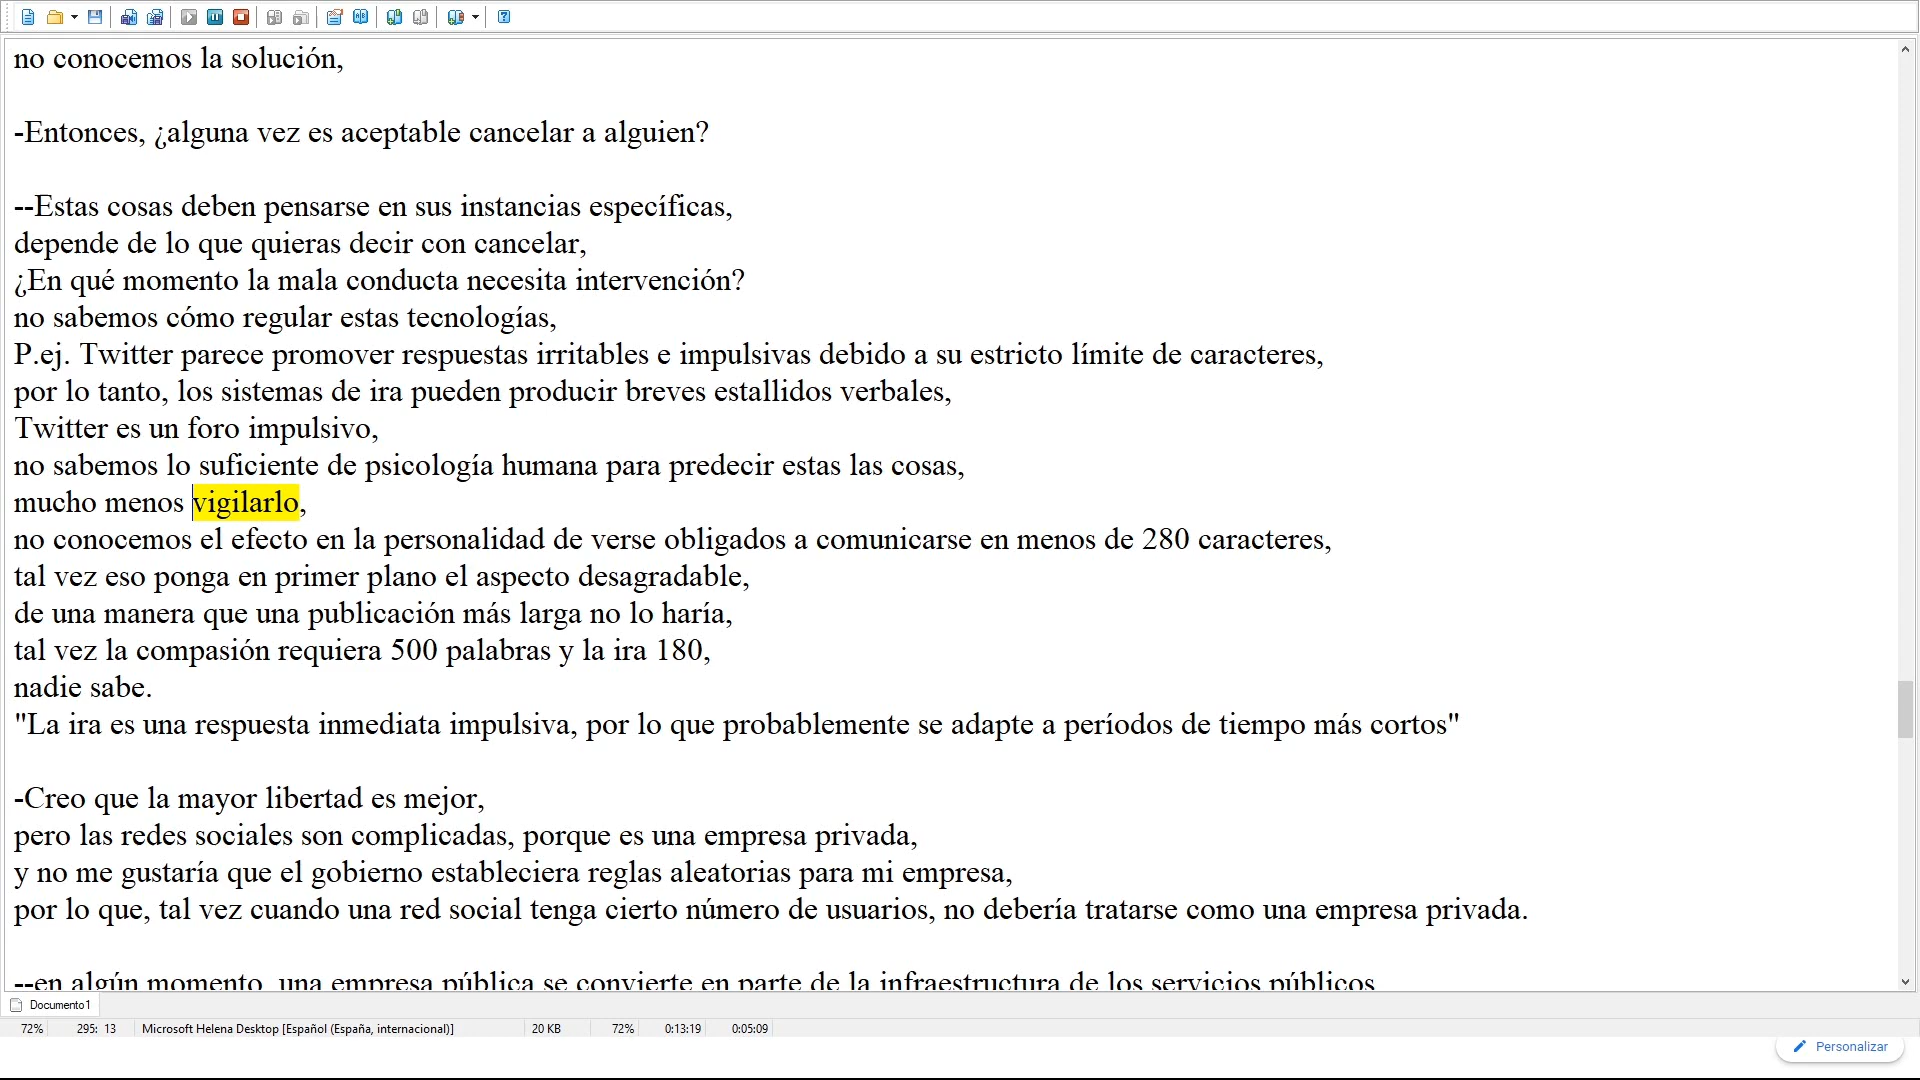 no conocemos la solución,
-Entonces, ¿alguna vez es aceptable cancelar a alguien?
--Estas cosas deben pensarse en sus instancias específicas,
depende de lo que quieras decir con cancelar,
¿En qué momento la mala conducta necesita intervención?
no sabemos cómo regular estas tecnologías,
P.ej. Twitter parece promover respuestas irritables e impulsivas debido a su estricto límite de caracteres,
por lo tanto, los sistemas de ira pueden producir breves estallidos verbales,
Twitter es un foro impulsivo,
no sabemos lo suficiente de psicología humana para predecir estas las cosas,
mucho menos vigilarlo,
no conocemos el efecto en la personalidad de verse obligados a comunicarse en menos de 280 caracteres,
tal vez eso ponga en primer plano el aspecto desagradable,
de una manera que una publicación más larga no lo haría,
tal vez la compasión requiera 500 palabras y la ira 180,
nadie sabe.
"La ira es una respuesta inmediata impulsiva, por lo que probablemente se adapte a períodos de tiempo más cortos"
-Creo que la mayor libertad es mejor,
pero las redes sociales son complicadas, porque es una empresa privada,
y no me gustaría que el gobierno estableciera reglas aleatorias para mi empresa,
por lo que, tal vez cuando una red social tenga cierto número de usuarios, no debería tratarse como una empresa privada.
--en algún momento, una empresa pública se convierte en parte de la infraestructura de los servicios públicos
Documento1
72% 295: 13 Microsoft Helena Desktop [Español (España, internacional)] 20 KB 72% 0:13:19 0:05:09
Personalizar